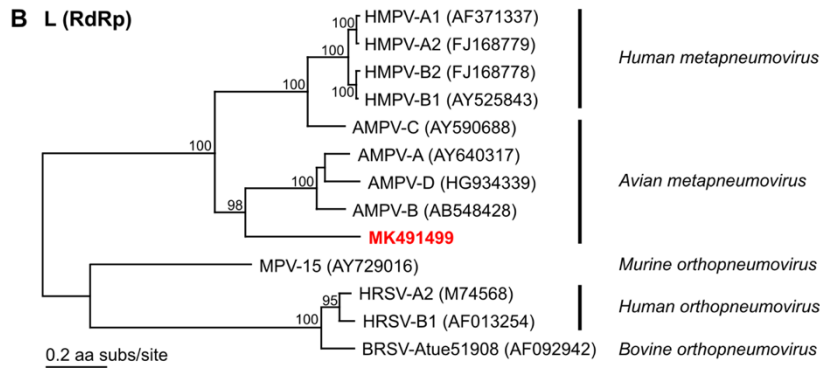 B L (RdRp)
HMPV-A1 (AF371337)
100
HMPV-A2 (FJ168779)
100
Human metapneumovirus
HMPV-B2 (FJ168778)
100
100
HMPV-B1 (AY525843)
AMPV-C (AY590688)
100
AMPV-A (AY640317)
100
AMPV-D (HG934339)
Avian metapneumovirus
98
AMPV-B (AB548428)
MK491499
MPV-15 (AY729016)
Murine orthopneumovirus
HRSV-A2 (M74568)
95
Human orthopneumovirus
100
HRSV-B1 (AF013254)
BRSV-Atue51908 (AF092942)
Bovine orthopneumovirus
0.2 aa subs/site